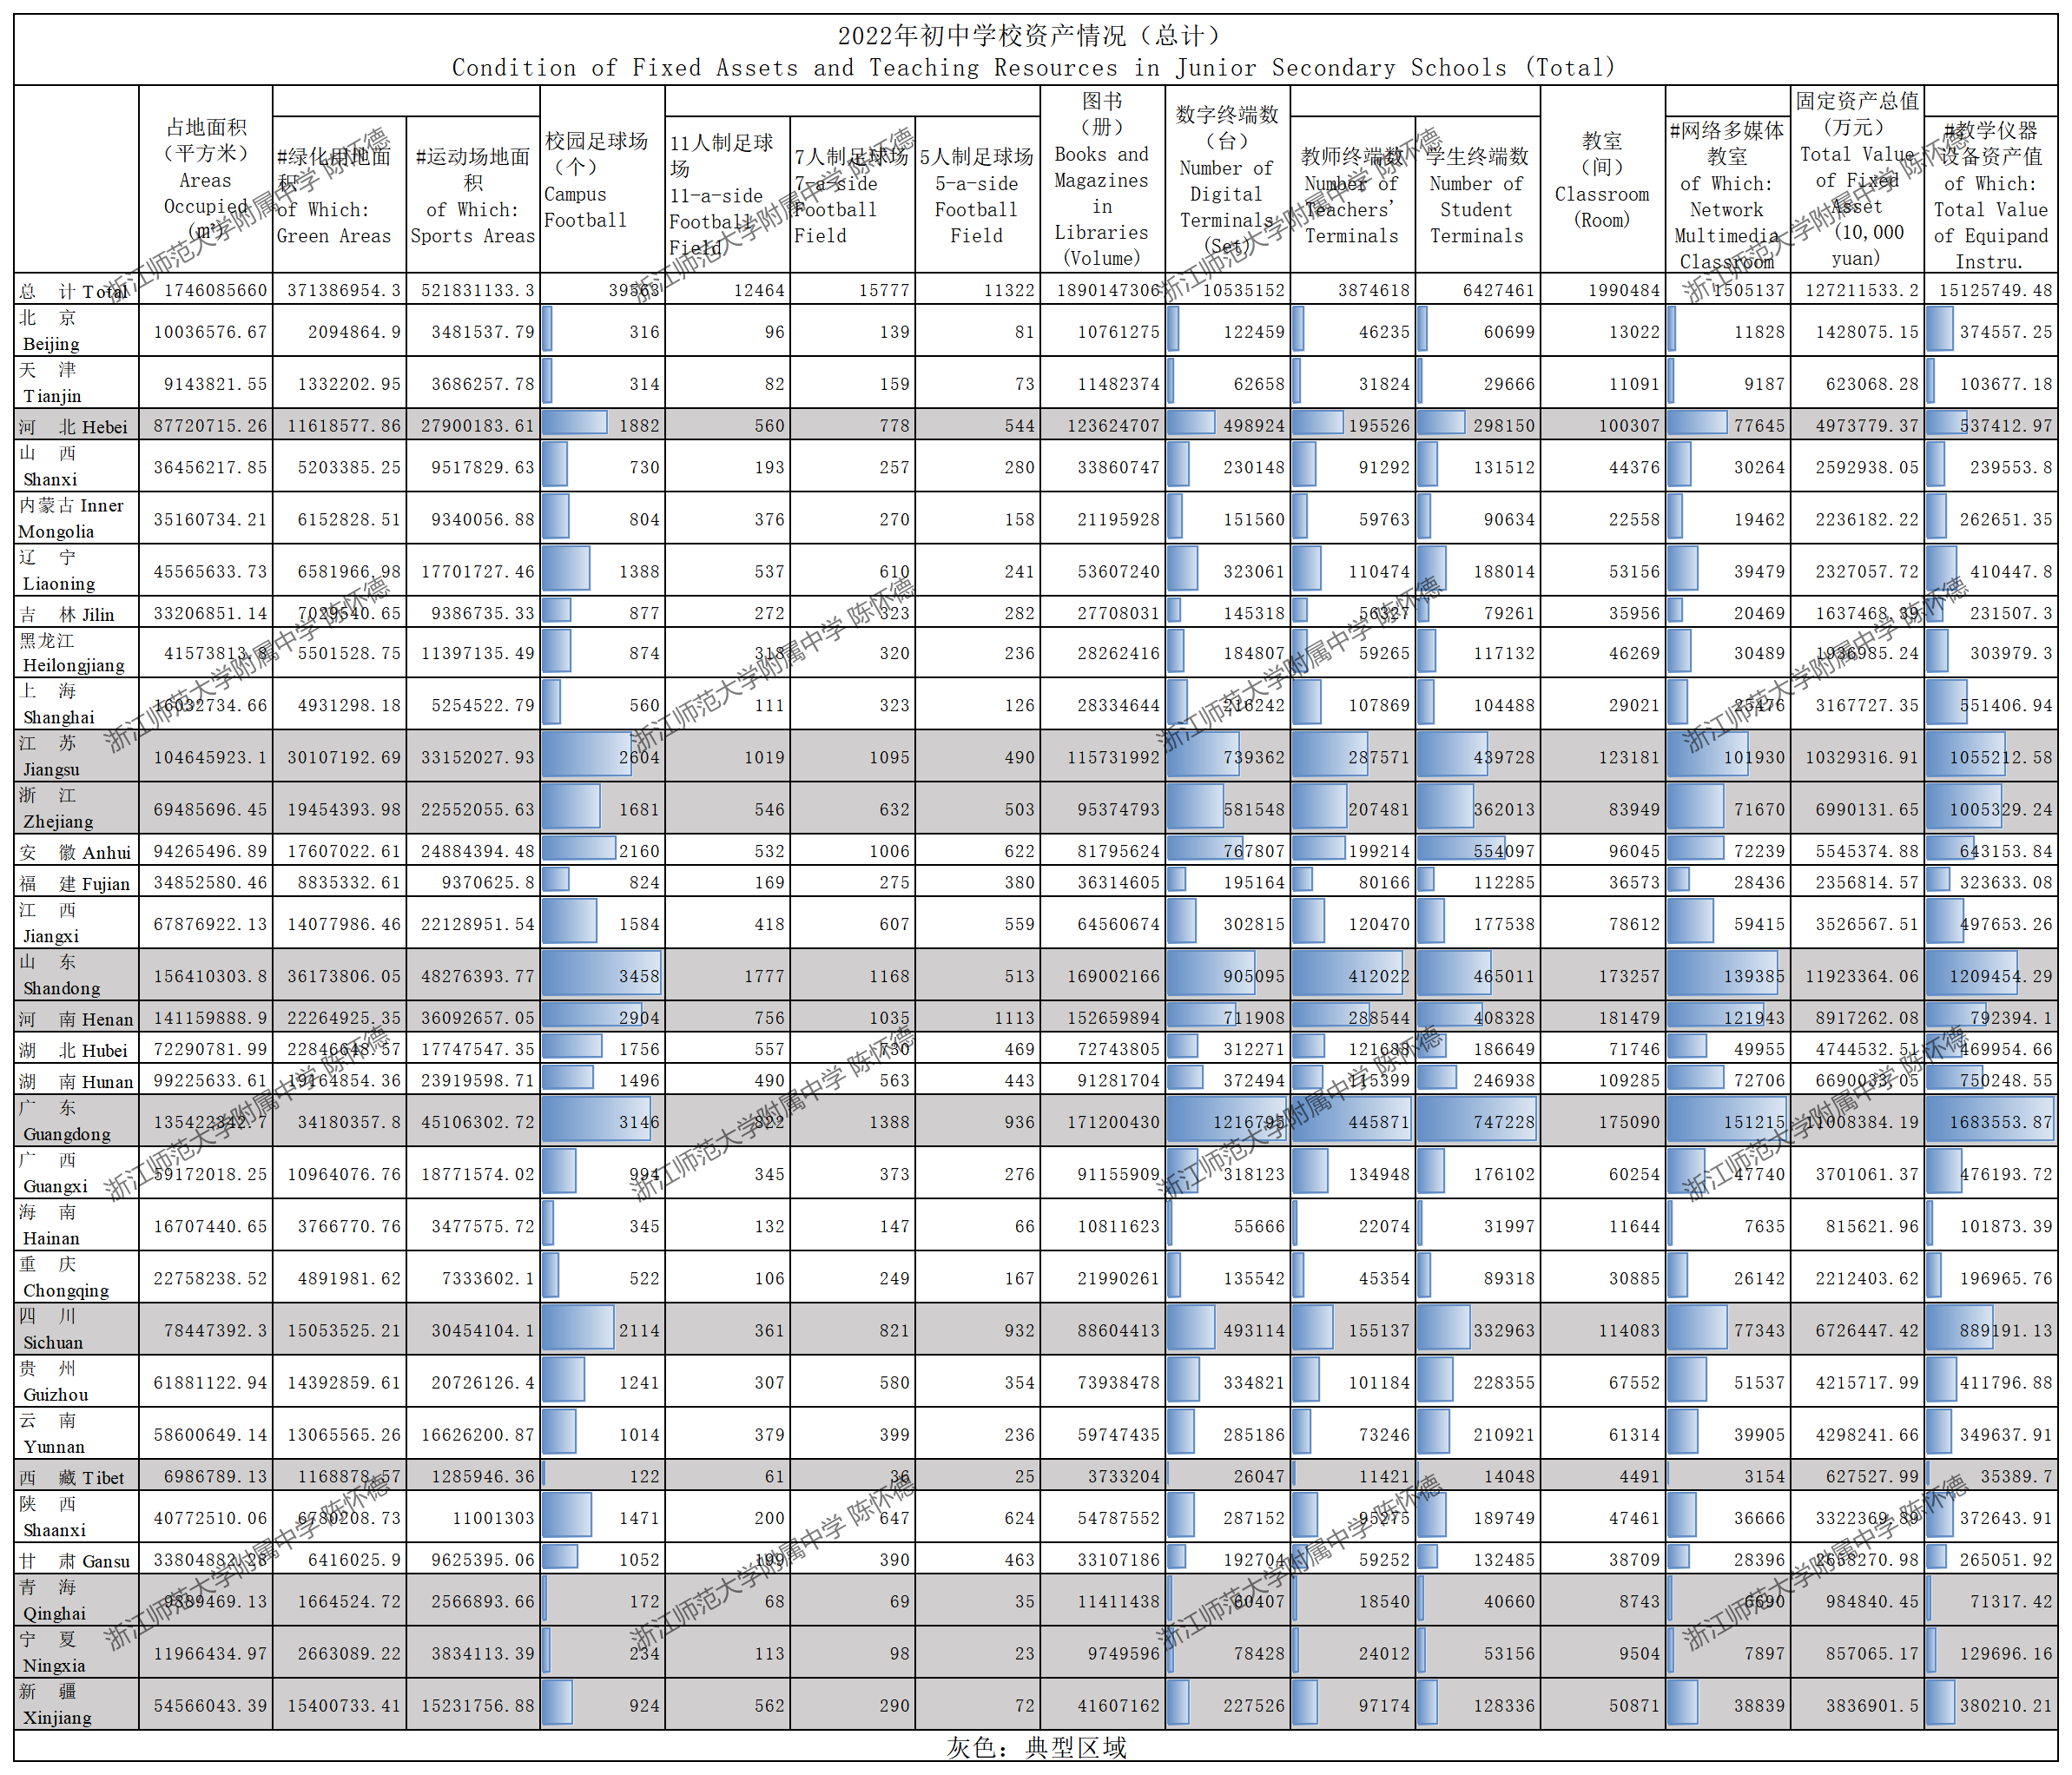 2022年初中学校资产情况（总计）
Condition of Fixed Assets and Teaching Resources in Junior Secondary Schools (Total)
占地面积（平方米） Areas Occupied (㎡)
#绿化用地面积 of Which: Green Areas
#运动场地面积 of Which: Sports Areas
校园足球场（个） Campus Football
11人制足球场 11-a-side Football Field
7人制足球场 7-a-side Football Field
5人制足球场 5-a-side Football Field
图书（册） Books and Magazines in Libraries (Volume)
数字终端数（台） Number of Digital Terminals (Set)
教师终端数 Number of Teachers' Terminals
学生终端数 Number of Student Terminals
教室（间） Classroom (Room)
#网络多媒体教室 of Which: Network Multimedia Classroom
固定资产总值（万元） Total Value of Fixed Asset (10,000 yuan)
#教学仪器设备资产值 of Which: Total Value of Equipand Instru.
总 计 Total 1746085660 371386954.3 521831133.3 39563 12464 15777 11322 1890147306 10535152 3874618 6427461 1990484 1505137 127211533.2 15125749.48
北 京 Beijing 10036576.67 2094864.9 3481537.79 316 96 139 81 10761275 122459 46235 60699 13022 11828 1428075.15 374557.25
天 津 Tianjin 9143821.55 1332202.95 3686257.78 314 82 159 73 11482374 62658 31824 29666 11091 9187 623068.28 103677.18
河 北 Hebei 87720715.26 11618577.86 27900183.61 1882 560 778 544 123624707 498924 195526 298150 100307 77645 4973779.37 537412.97
山 西 Shanxi 36456217.85 5203385.25 9517829.63 730 193 257 280 33860747 230148 91292 131512 44376 30264 2592938.05 239553.8
内蒙古 Inner Mongolia 35160734.21 6152828.51 9340056.88 804 376 270 158 21195928 151560 59763 90634 22558 19462 2236182.22 262651.35
辽 宁 Liaoning 45565633.73 6581966.98 17701727.46 1388 537 610 241 53607240 323061 110474 188014 53156 39479 2327057.72 410447.8
吉 林 Jilin 33206851.14 7029540.65 9386735.33 877 272 323 282 27708031 145318 56327 79261 35956 20469 1637468.39 231507.3
黑龙江 Heilongjiang 41573813.8 5501528.75 11397135.49 874 318 320 236 28262416 184807 59265 117132 46269 30489 1936985.24 303979.3
上 海 Shanghai 16032734.66 4931298.18 5254522.79 560 111 323 126 28334644 216242 107869 104488 29021 25476 3167727.35 551406.94
江 苏 Jiangsu 104645923.1 30107192.69 33152027.93 2604 1019 1095 490 115731992 739362 287571 439728 123181 101930 10329316.91 1055212.58
浙 江 Zhejiang 69485696.45 19454393.98 22552055.63 1681 546 632 503 95374793 581548 207481 362013 83949 71670 6990131.65 1005329.24
安 徽 Anhui 94265496.89 17607022.61 24884394.48 2160 532 1006 622 81795624 767807 199214 554097 96045 72239 5545374.88 643153.84
福 建 Fujian 34852580.46 8835332.61 9370625.8 824 169 275 380 36314605 195164 80166 112285 36573 28436 2356814.57 323633.08
江 西 Jiangxi 67876922.13 14077986.46 22128951.54 1584 418 607 559 64560674 302815 120470 177538 78612 59415 3526567.51 497653.26
山 东 Shandong 156410303.8 36173806.05 48276393.77 3458 1777 1168 513 169002166 905095 412022 465011 173257 139385 11923364.06 1209454.29
河 南 Henan 141159888.9 22264925.35 36092657.05 2904 756 1035 1113 152659894 711908 288544 408328 181479 121943 8917262.08 792394.1
湖 北 Hubei 72290781.99 22846648.57 17747547.35 1756 557 730 469 72743805 312271 121688 186649 71746 49955 4744532.51 469954.66
湖 南 Hunan 99225633.61 19164854.36 23919598.71 1496 490 563 443 91281704 372494 115399 246938 109285 72706 6690033.05 750248.55
广 东 Guangdong 135422342.7 34180357.8 45106302.72 3146 822 1388 936 171200430 1216795 445871 747228 175090 151215 11008384.19 1683553.87
广 西 Guangxi 59172018.25 10964076.76 18771574.02 994 345 373 276 91155909 318123 134948 176102 60254 47740 3701061.37 476193.72
海 南 Hainan 16707440.65 3766770.76 3477575.72 345 132 147 66 10811623 55666 22074 31997 11644 7635 815621.96 101873.39
重 庆 Chongqing 22758238.52 4891981.62 7333602.1 522 106 249 167 21990261 135542 45354 89318 30885 26142 2212403.62 196965.76
四 川 Sichuan 78447392.3 15053525.21 30454104.1 2114 361 821 932 88604413 493114 155137 332963 114083 77343 6726447.42 889191.13
贵 州 Guizhou 61881122.94 14392859.61 20726126.4 1241 307 580 354 73938478 334821 101184 228355 67552 51537 4215717.99 411796.88
云 南 Yunnan 58600649.14 13065565.26 16626200.87 1014 379 399 236 59747435 285186 73246 210921 61314 39905 4298241.66 349637.91
西 藏 Tibet 6986789.13 1168878.57 1285946.36 122 61 36 25 3733204 26047 11421 14048 4491 3154 627527.99 35389.7
陕 西 Shaanxi 40772510.06 6780208.73 11001303 1471 200 647 624 54787552 287152 95275 189749 47461 36666 3322369.89 372643.91
甘 肃 Gansu 33804882.28 6416025.9 9625395.06 1052 199 390 463 33107186 192704 59252 132485 38709 28396 2658270.98 265051.92
青 海 Qinghai 9889469.13 1664524.72 2566893.66 172 68 69 35 11411438 60407 18540 40660 8743 6690 984840.45 71317.42
宁 夏 Ningxia 11966434.97 2663089.22 3834113.39 234 113 98 23 9749596 78428 24012 53156 9504 7897 857065.17 129696.16
新 疆 Xinjiang 54566043.39 15400733.41 15231756.88 924 562 290 72 41607162 227526 97174 128336 50871 38839 3836901.5 380210.21
灰色：典型区域
浙江师范大学附属中学 陈怀德